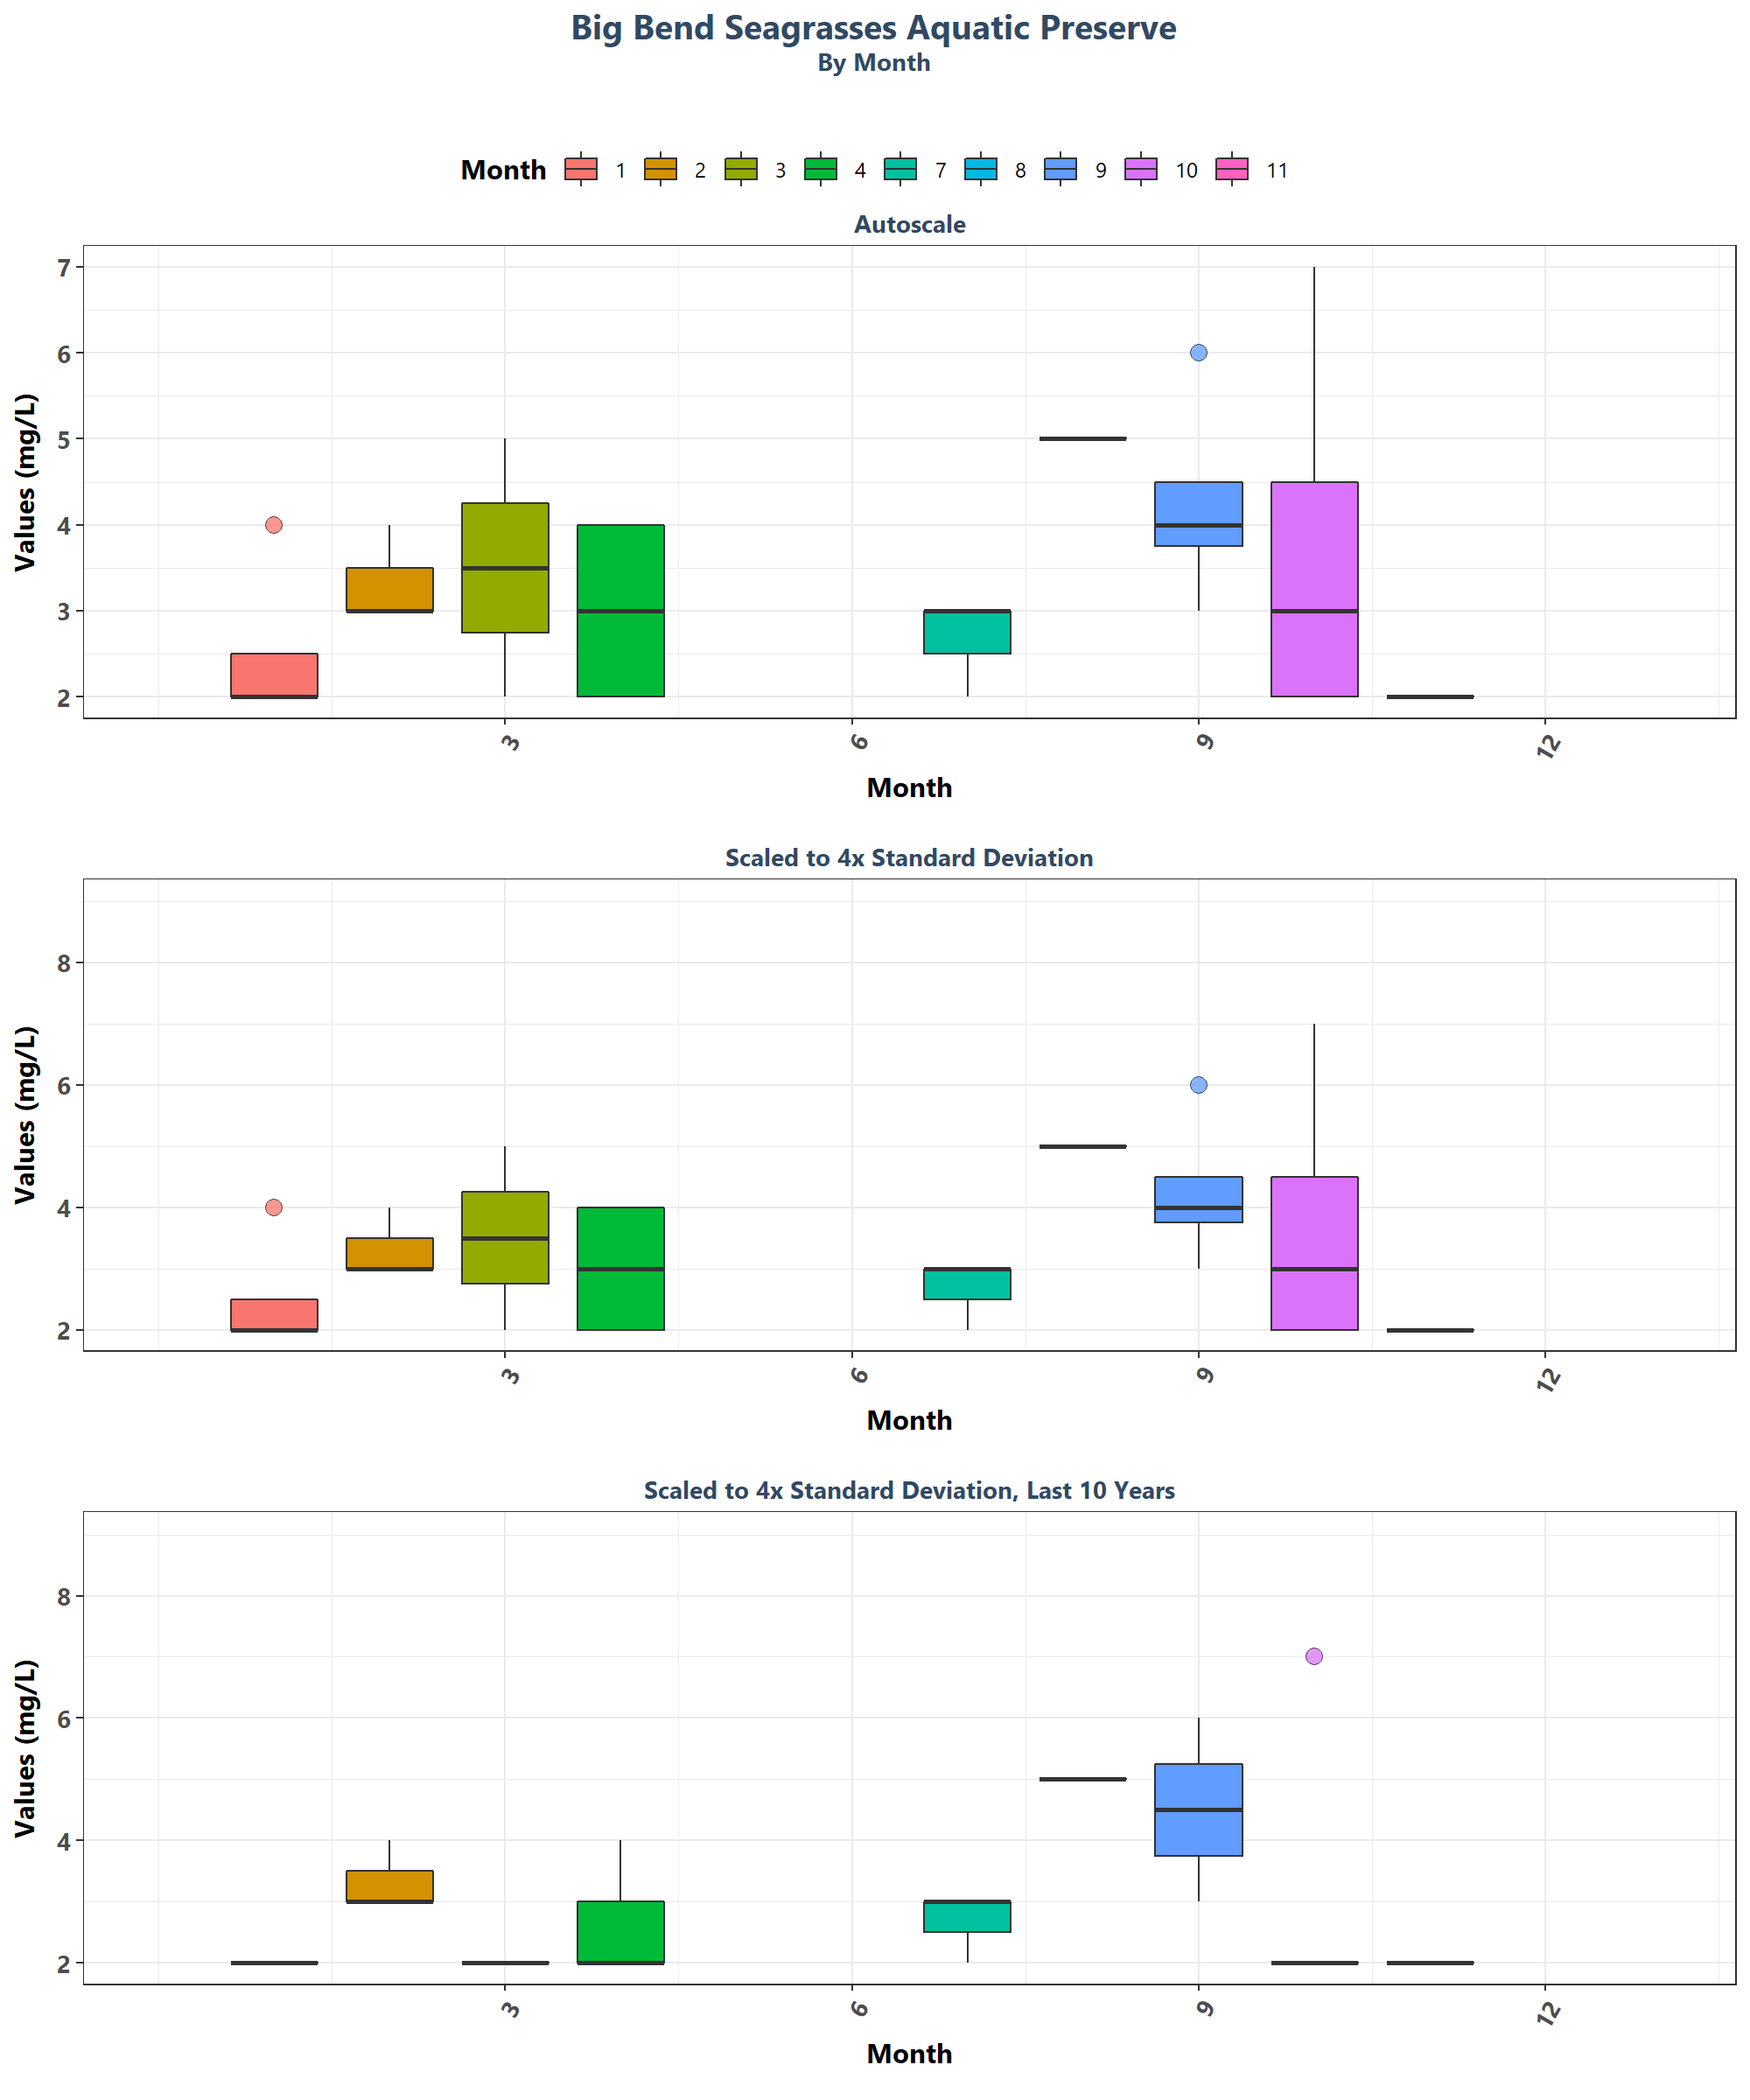 Big Bend Seagrasses Aquatic Preserve
By Month
Month 1 2 3 4 7 8 9 10 11
Autoscale
Values (mg/L)
7
6
5
4
3
2
3 6 9 12
Month
Scaled to 4x Standard Deviation
Values (mg/L)
8
6
4
2
3 6 9 12
Month
Scaled to 4x Standard Deviation, Last 10 Years
Values (mg/L)
8
6
4
2
3 6 9 12
Month